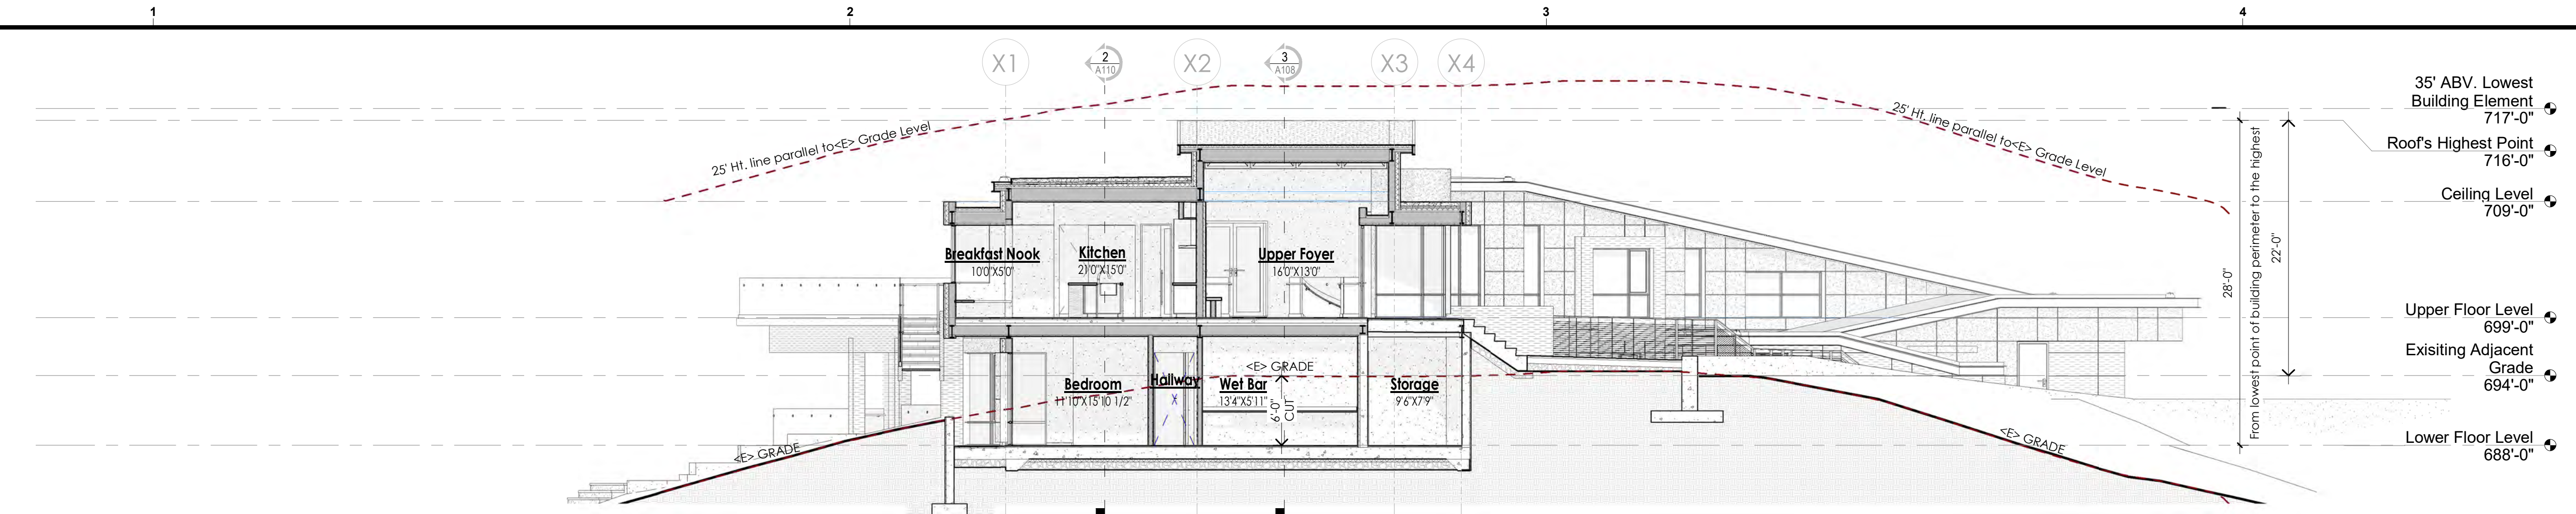 1
2
3
4
X1
2
A110
X2
3
A108
X3
X4
35' ABV. Lowest
Building Element
717'-0"
Roof's Highest Point
716'-0"
Ceiling Level
709'-0"
Upper Floor Level
699'-0"
Exisiting Adjacent
Grade
694'-0"
Lower Floor Level
688'-0"
25' Ht. line parallel to<E> Grade Level
25' Ht. line parallel to<E> Grade Level
From lowest point of building perimeter to the highest
28'-0"
22'-0"
Breakfast Nook
10'0"X5'0"
Kitchen
21'0"X15'0"
Upper Foyer
16'0"X13'0"
<E> GRADE
Bedroom
11'10"X15'10 1/2"
Hallway
X
Wet Bar
13'4"X5'11"
6'-0"
CUT
Storage
9'6"X7'9"
<E> GRADE
<E> GRADE